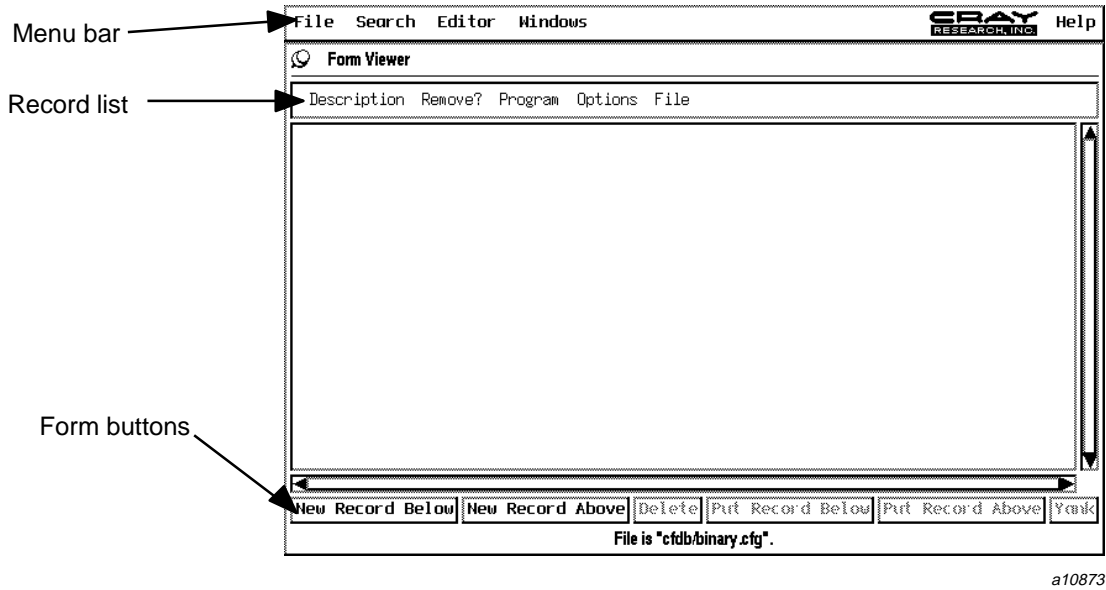 Menu bar
File Search Editor Windows CRAY RESEARCH, INC. Help
Form Viewer
Record list
Description Remove? Program Options File
Form buttons
New Record Below New Record Above Delete Put Record Below Put Record Above Yank
File is "cfdb/binary.cfg".
a10873